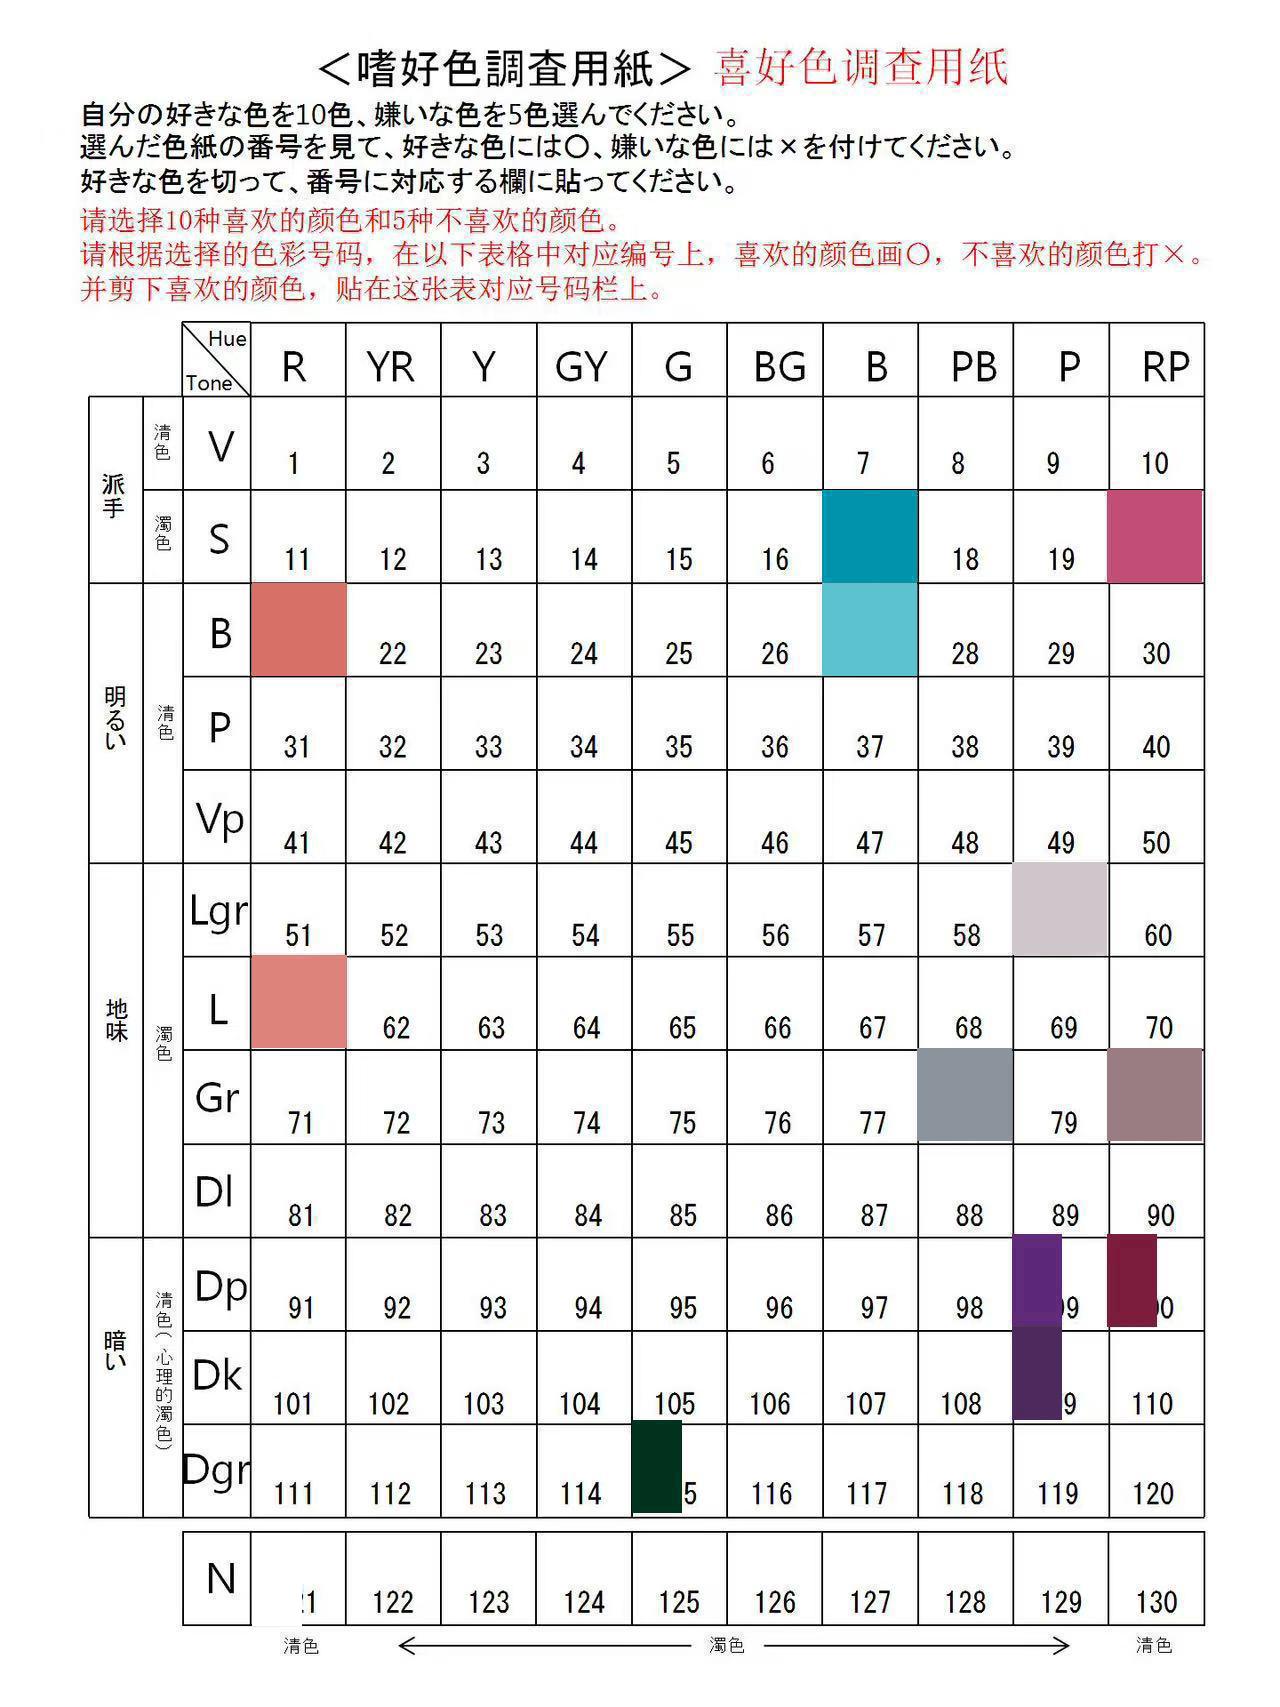 ＜嗜好色調査用紙＞ 喜好色调查用纸
自分の好きな色を10色、嫌いな色を5色選んでください。
選んだ色紙の番号を見て、好きな色には〇、嫌いな色には×を付けてください。
好きな色を切って、番号に対応する欄に貼ってください。
请选择10种喜欢的颜色和5种不喜欢的颜色。
请根据选择的色彩号码，在以下表格中对应编号上，喜欢的颜色画〇，不喜欢的颜色打×。
并剪下喜欢的颜色，贴在这张表对应号码栏上。
Hue
Tone
R YR Y GY G BG B PB P RP
派手
清色
V 1 2 3 4 5 6 7 8 9 10
濁色
S 11 12 13 14 15 16 18 19
明るい
清色
B 22 23 24 25 26 28 29 30
P 31 32 33 34 35 36 37 38 39 40
Vp 41 42 43 44 45 46 47 48 49 50
地味
濁色
Lgr 51 52 53 54 55 56 57 58 60
L 62 63 64 65 66 67 68 69 70
Gr 71 72 73 74 75 76 77 79
Dl 81 82 83 84 85 86 87 88 89 90
暗い
清色（心理的濁色）
Dp 91 92 93 94 95 96 97 98 9 0
Dk 101 102 103 104 105 106 107 108 9 110
Dgr 111 112 113 114 5 116 117 118 119 120
N 21 122 123 124 125 126 127 128 129 130
清色 濁色 清色